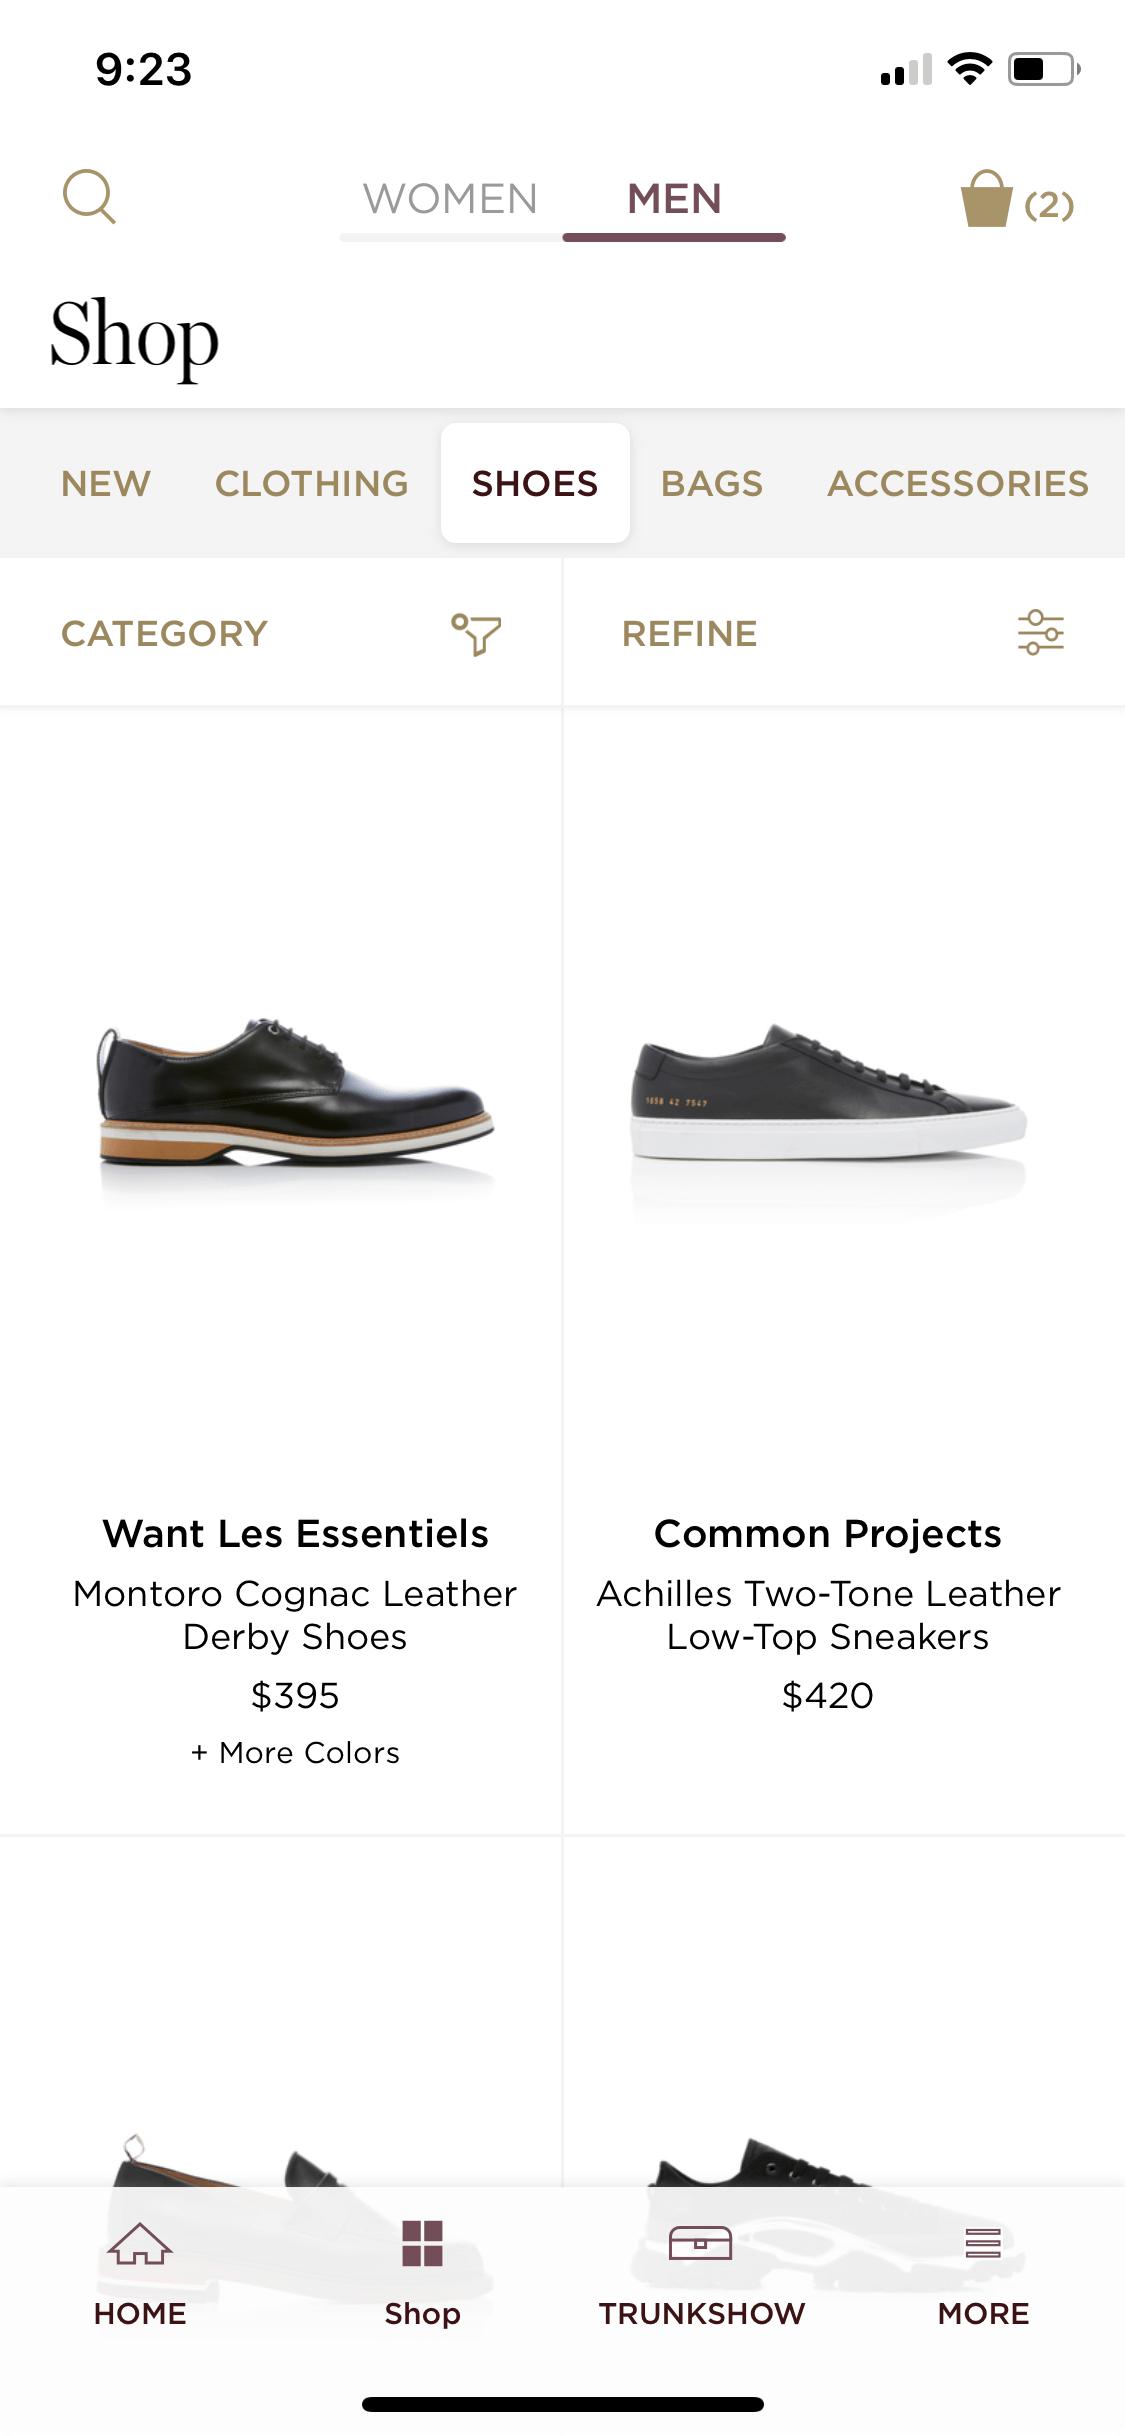 9:23
WOMEN MEN (2)
Shop
NEW CLOTHING SHOES BAGS ACCESSORIES
CATEGORY REFINE
1658 42 7547
Want Les Essentiels
Montoro Cognac Leather
Derby Shoes
$395
+ More Colors
Common Projects
Achilles Two-Tone Leather
Low-Top Sneakers
$420
HOME Shop TRUNKSHOW MORE